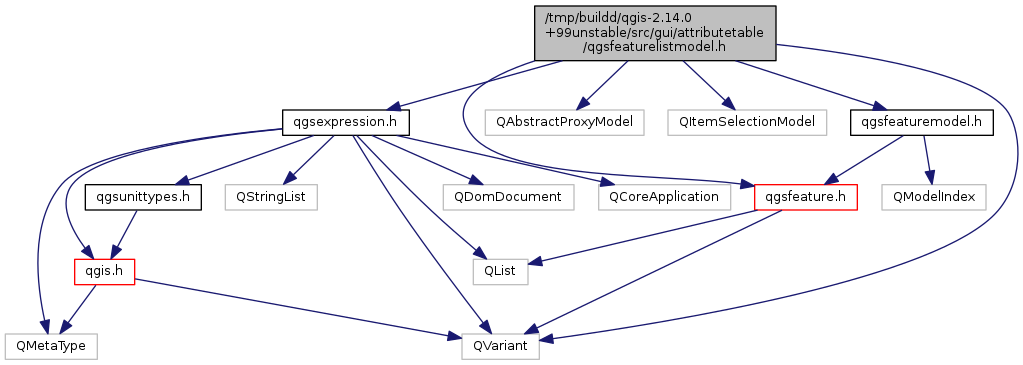 /tmp/buildd/qgis-2.14.0
+99unstable/src/gui/attributetable
/qgsfeaturelistmodel.h
qgsexpression.h
QAbstractProxyModel
QItemSelectionModel
qgsfeaturemodel.h
qgsunittypes.h
QStringList
QDomDocument
QCoreApplication
qgsfeature.h
QModelIndex
qgis.h
QList
QMetaType
QVariant